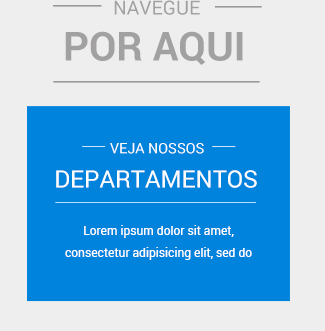 NAVEGUE
POR AQUI
VEJA NOSSOS
DEPARTAMENTOS
Lorem ipsum dolor sit amet,
consectetur adipisicing elit, sed do